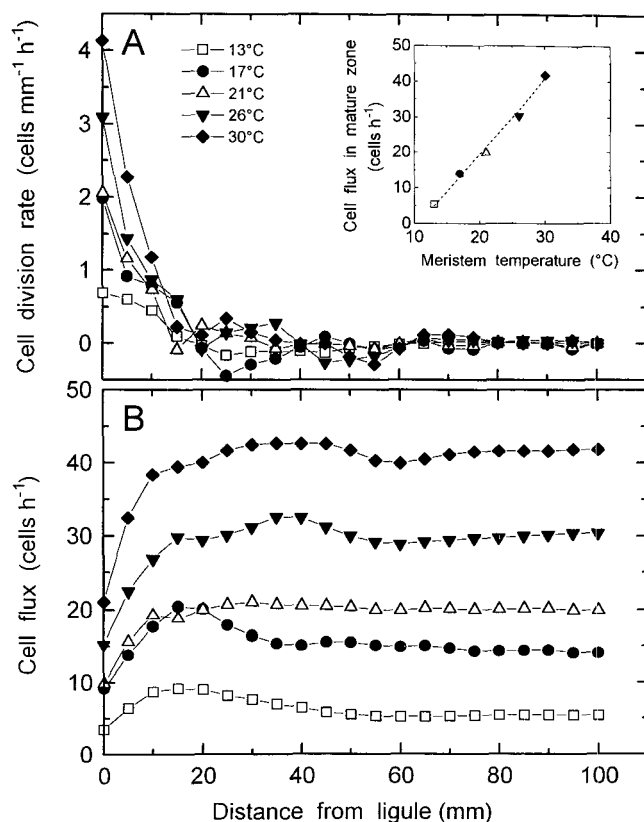 A
13°C
17°C
21°C
26°C
30°C
Cell division rate (cells mm⁻¹ h⁻¹)
4
3
2
1
0
Cell flux in mature zone
(cells h⁻¹)
50
40
30
20
10
0
10 20 30 40
Meristem temperature (°C)
B
Cell flux (cells h⁻¹)
50
40
30
20
10
0
0 20 40 60 80 100
Distance from ligule (mm)